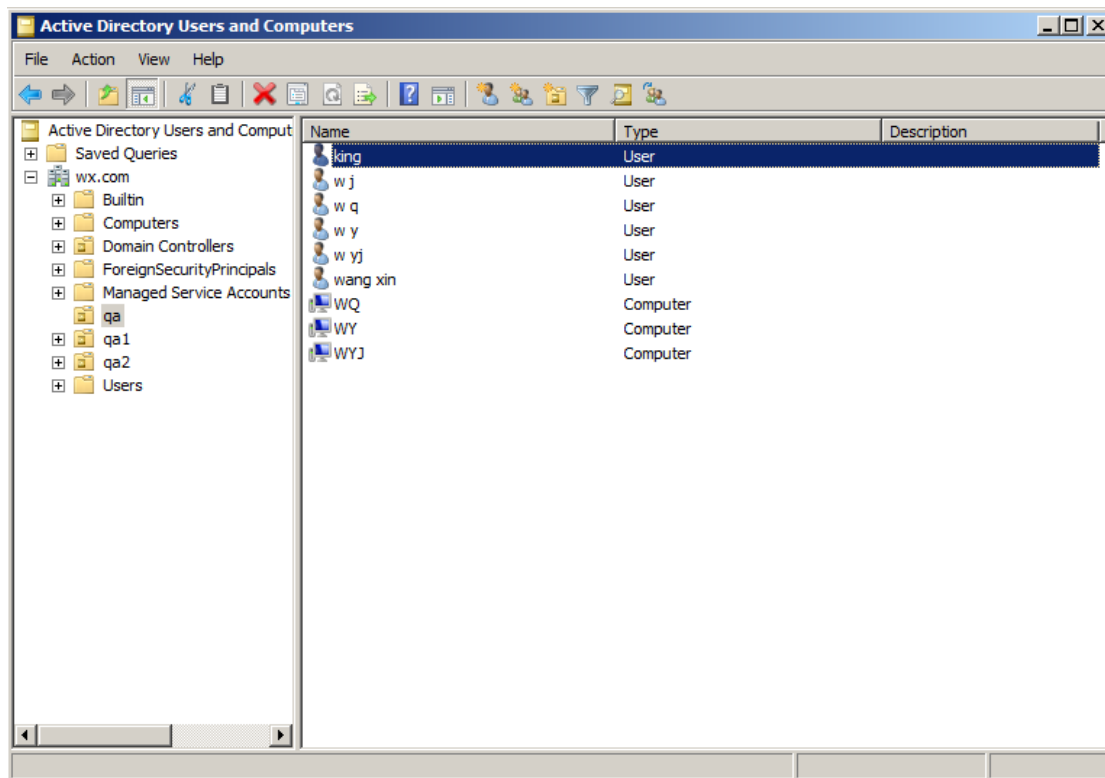 Active Directory Users and Computers
File Action View Help
Active Directory Users and Comput
Saved Queries
wx.com
Builtin
Computers
Domain Controllers
ForeignSecurityPrincipals
Managed Service Accounts
qa
qa1
qa2
Users
Name Type Description
king User
w j User
w q User
w y User
w yj User
wang xin User
WQ Computer
WY Computer
WYJ Computer